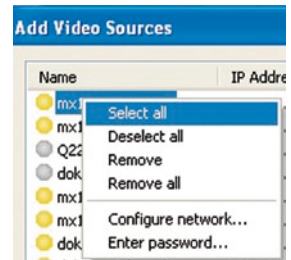 Add Video Sources
Name IP Addre
mx1
Select all
mx1
Deselect all
Q22
Remove
dok
Remove all
mx1
mx1
Configure network...
dok
Enter password...